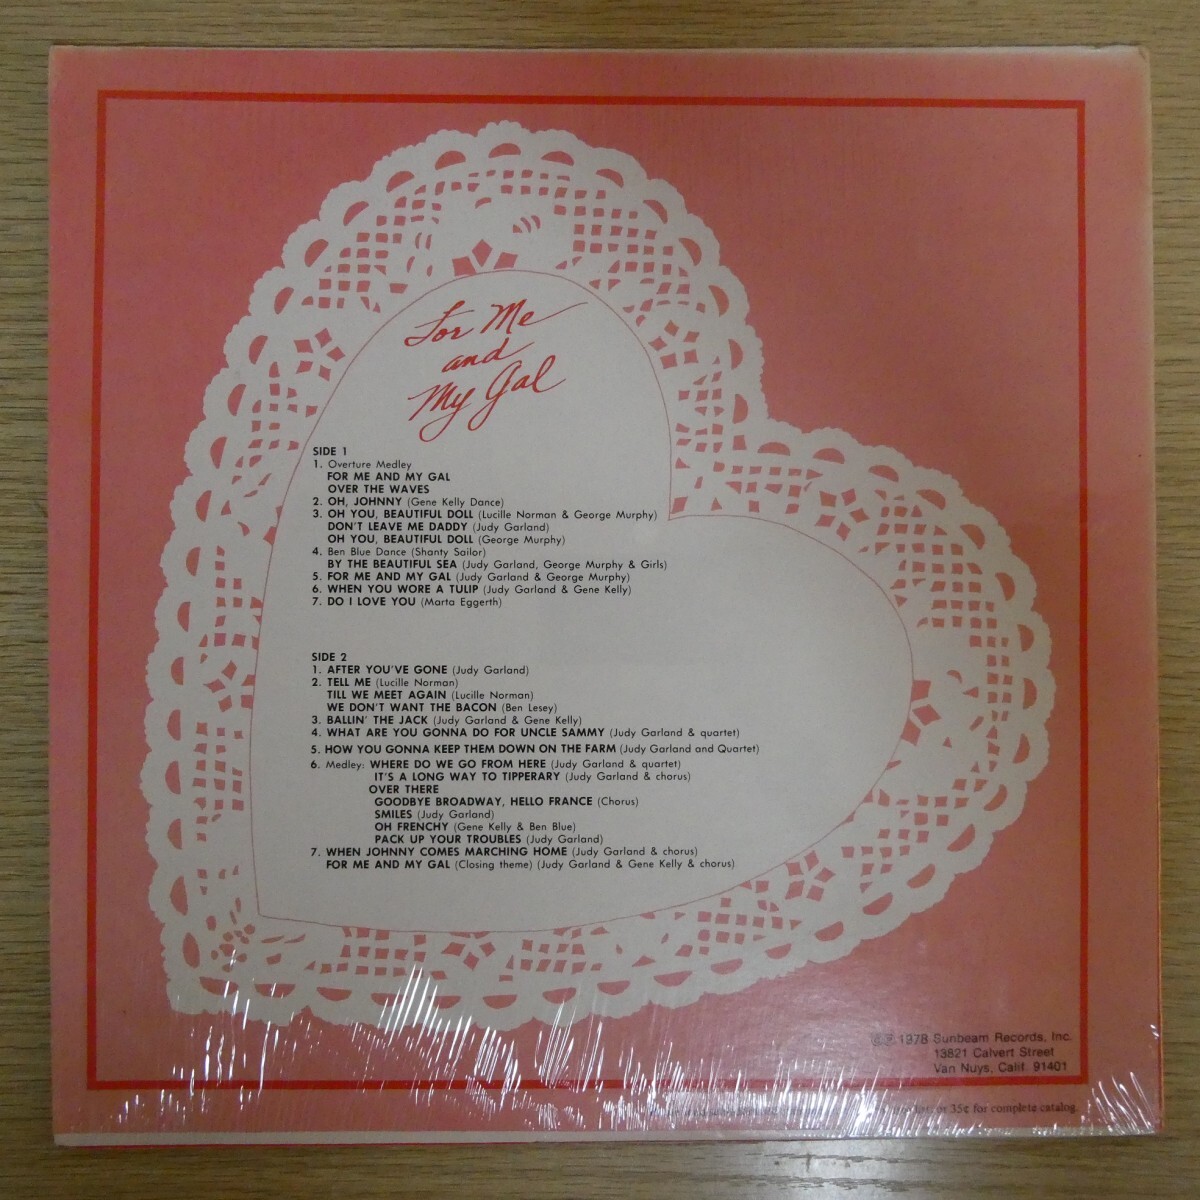 For Me
and
My Gal
SIDE 1
1. Overture Medley
FOR ME AND MY GAL
OVER THE WAVES
2. OH, JOHNNY (Gene Kelly Dance)
3. OH YOU, BEAUTIFUL DOLL (Lucille Norman & George Murphy)
DON'T LEAVE ME DADDY (Judy Garland)
OH YOU, BEAUTIFUL DOLL (George Murphy)
4. Ben Blue Dance (Shanty Sailor)
BY THE BEAUTIFUL SEA (Judy Garland, George Murphy & Girls)
5. FOR ME AND MY GAL (Judy Garland & George Murphy)
6. WHEN YOU WORE A TULIP (Judy Garland & Gene Kelly)
7. DO I LOVE YOU (Marta Eggerth)
SIDE 2
1. AFTER YOU'VE GONE (Judy Garland)
2. TELL ME (Lucille Norman)
TILL WE MEET AGAIN (Lucille Norman)
WE DON'T WANT THE BACON (Ben Lesey)
3. BALLIN' THE JACK (Judy Garland & Gene Kelly)
4. WHAT ARE YOU GONNA DO FOR UNCLE SAMMY (Judy Garland & quartet)
5. HOW YOU GONNA KEEP THEM DOWN ON THE FARM (Judy Garland and Quartet)
6. Medley: WHERE DO WE GO FROM HERE (Judy Garland & quartet)
IT'S A LONG WAY TO TIPPERARY (Judy Garland & chorus)
OVER THERE
GOODBYE BROADWAY, HELLO FRANCE (Chorus)
SMILES (Judy Garland)
OH FRENCHY (Gene Kelly & Ben Blue)
PACK UP YOUR TROUBLES (Judy Garland)
7. WHEN JOHNNY COMES MARCHING HOME (Judy Garland & chorus)
FOR ME AND MY GAL (Closing theme) (Judy Garland & Gene Kelly & chorus)
1978 Sunbeam Records, Inc.
13821 Calvert Street
Van Nuys, Calif. 91401
or 35¢ for complete catalog.